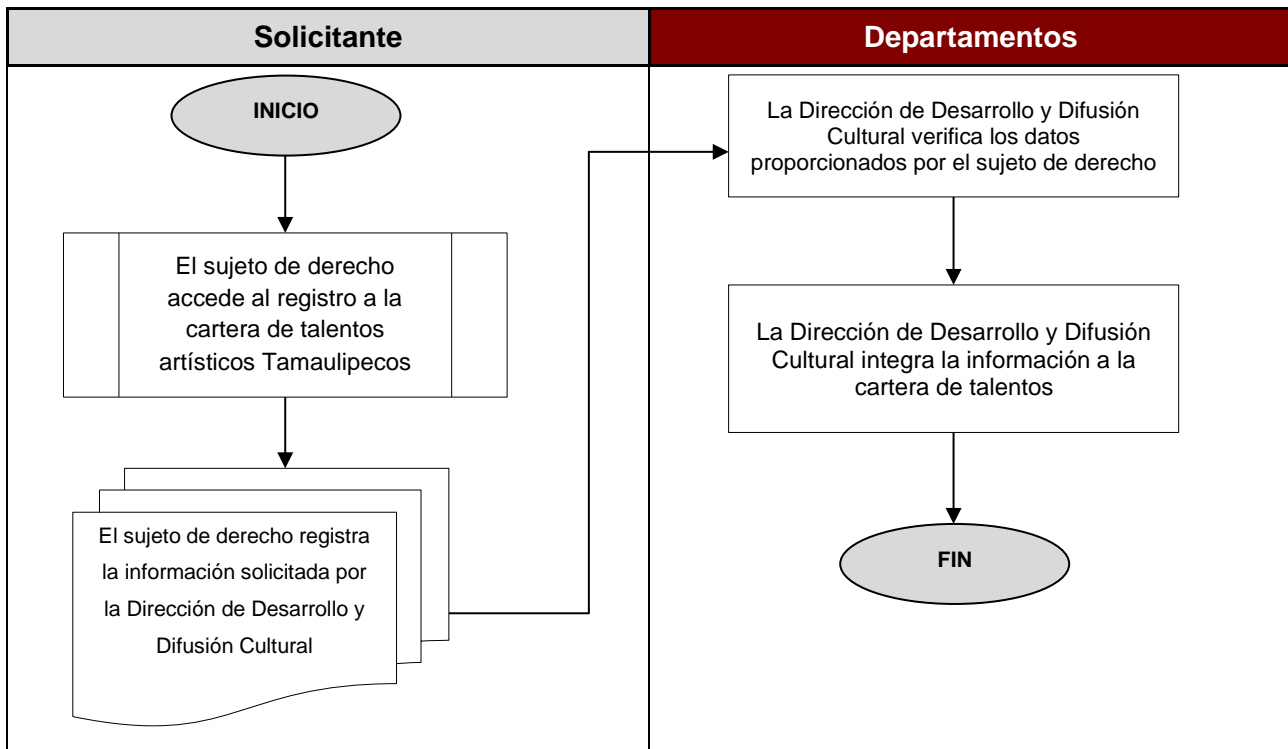 Solicitante
Departamentos
INICIO
El sujeto de derecho
accede al registro a la
cartera de talentos
artísticos Tamaulipecos
El sujeto de derecho registra
la información solicitada por
la Dirección de Desarrollo y
Difusión Cultural
La Dirección de Desarrollo y Difusión
Cultural verifica los datos
proporcionados por el sujeto de derecho
La Dirección de Desarrollo y Difusión
Cultural integra la información a la
cartera de talentos
FIN